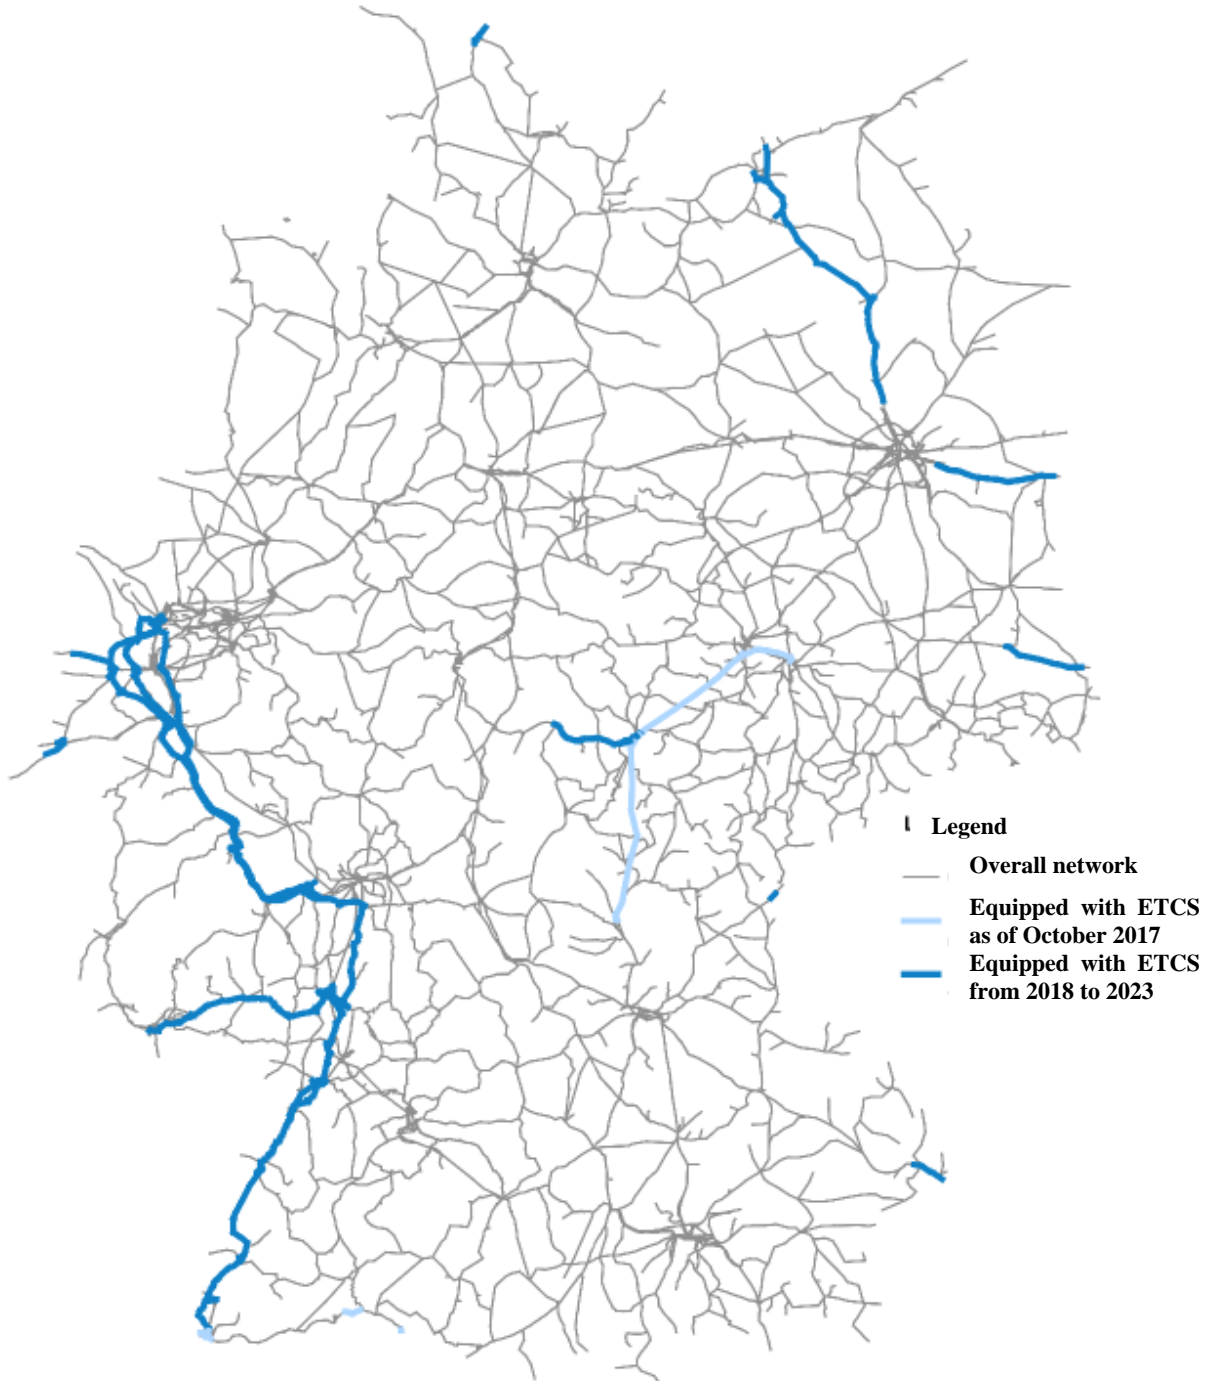 Legend
Overall network
Equipped with ETCS
as of October 2017
Equipped with ETCS
from 2018 to 2023